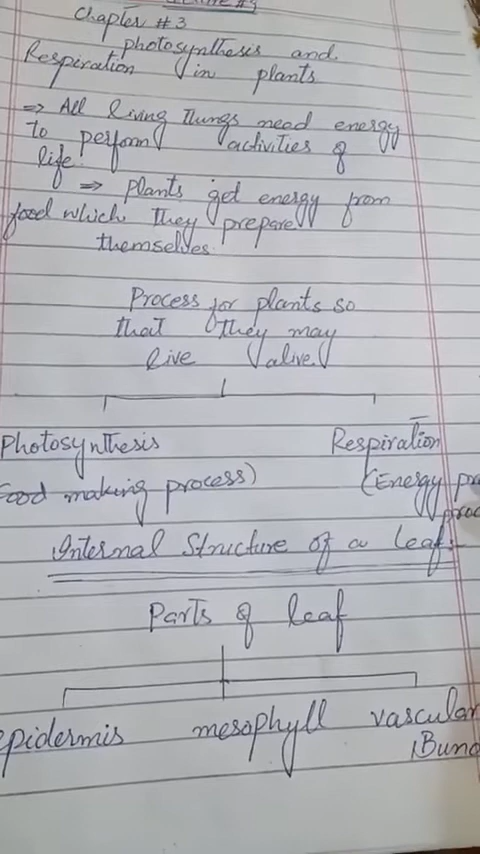 Chapter # 3
photosynthesis and
Respiration in plants
⇒ All living things need energy
to perform activities of
life.
⇒ plants get energy from
food which they prepare
themselves.
Process for plants so
that they may
live alive.
Photosynthesis Respiration
Food making process) (Energy
Internal Structure of a leaf.
Parts of leaf
epidermis mesophyll vascular